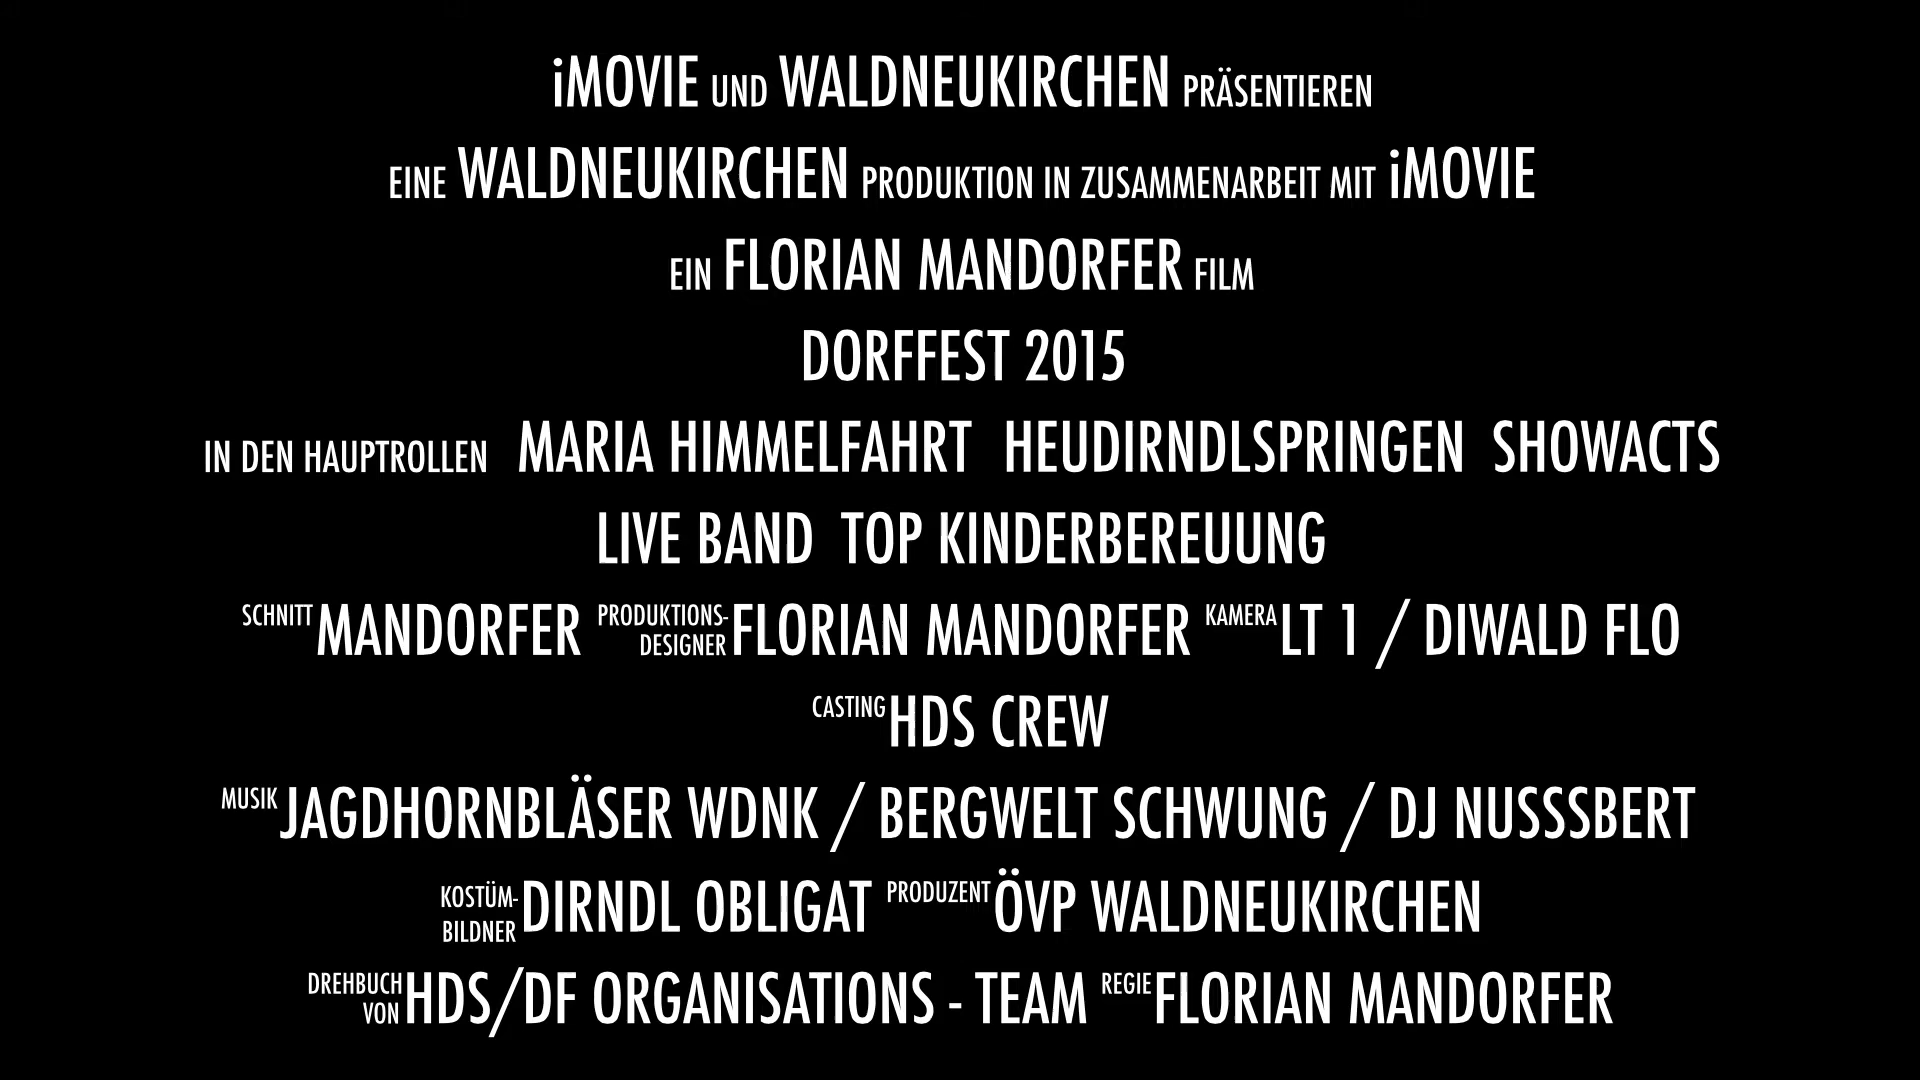 iMOVIE UND WALDNEUKIRCHEN PRÄSENTIEREN
EINE WALDNEUKIRCHEN PRODUKTION IN ZUSAMMENARBEIT MIT iMOVIE
EIN FLORIAN MANDORFER FILM
DORFFEST 2015
IN DEN HAUPTROLLEN MARIA HIMMELFAHRT HEUDIRNDLSPRINGEN SHOWACTS
LIVE BAND TOP KINDERBEREUUNG
SCHNITT MANDORFER PRODUKTIONS-DESIGNER FLORIAN MANDORFER KAMERA LT 1 / DIWALD FLO
CASTING HDS CREW
MUSIK JAGDHORNBLÄSER WDNK / BERGWELT SCHWUNG / DJ NUSSSBERT
KOSTÜM-BILDNER DIRNDL OBLIGAT PRODUZENT ÖVP WALDNEUKIRCHEN
DREHBUCH VON HDS/DF ORGANISATIONS - TEAM REGIE FLORIAN MANDORFER